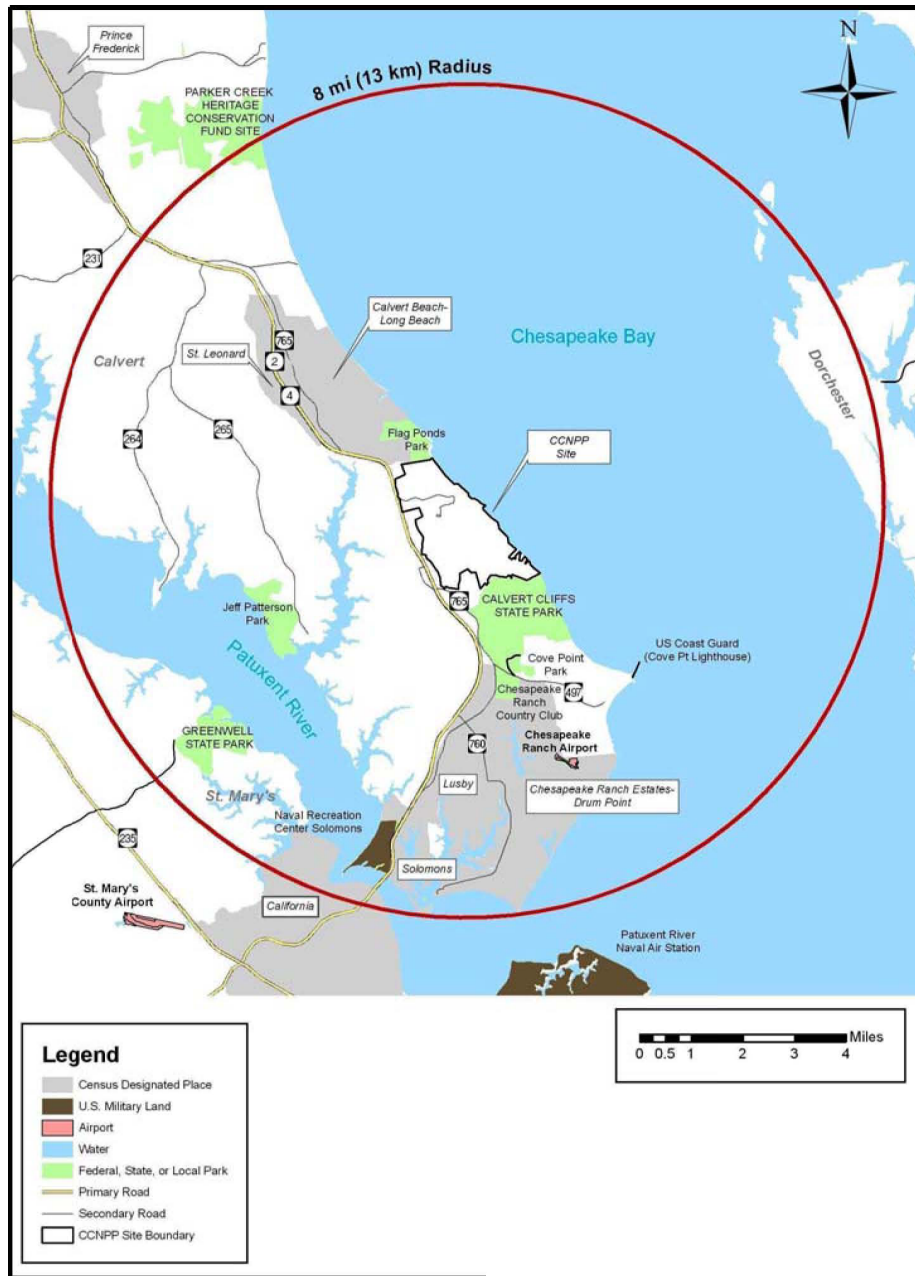 Prince
Frederick
N
8 mi (13 km) Radius
PARKER CREEK
HERITAGE
CONSERVATION
FUND SITE
231
Calvert Beach-
Long Beach
Chesapeake Bay
765
St. Leonard
2
Calvert
Dorchester
4
264
265
Flag Ponds
Park
CCNPP
Site
765
CALVERT CLIFFS
STATE PARK
Jeff Patterson
Park
US Coast Guard
(Cove Pt Lighthouse)
Cove Point
Park
Patuxent River
497
Chesapeake
Ranch
Country Club
GREENWELL
STATE PARK
760
Chesapeake
Ranch Airport
Lusby
Chesapeake Ranch Estates-
Drum Point
St. Mary's
Naval Recreation
Center Solomons
235
Solomons
St. Mary's
County Airport
California
Patuxent River
Naval Air Station
Legend
Census Designated Place
U.S. Military Land
Airport
Water
Federal, State, or Local Park
Primary Road
Secondary Road
CCNPP Site Boundary
Miles
0 0.5 1 2 3 4